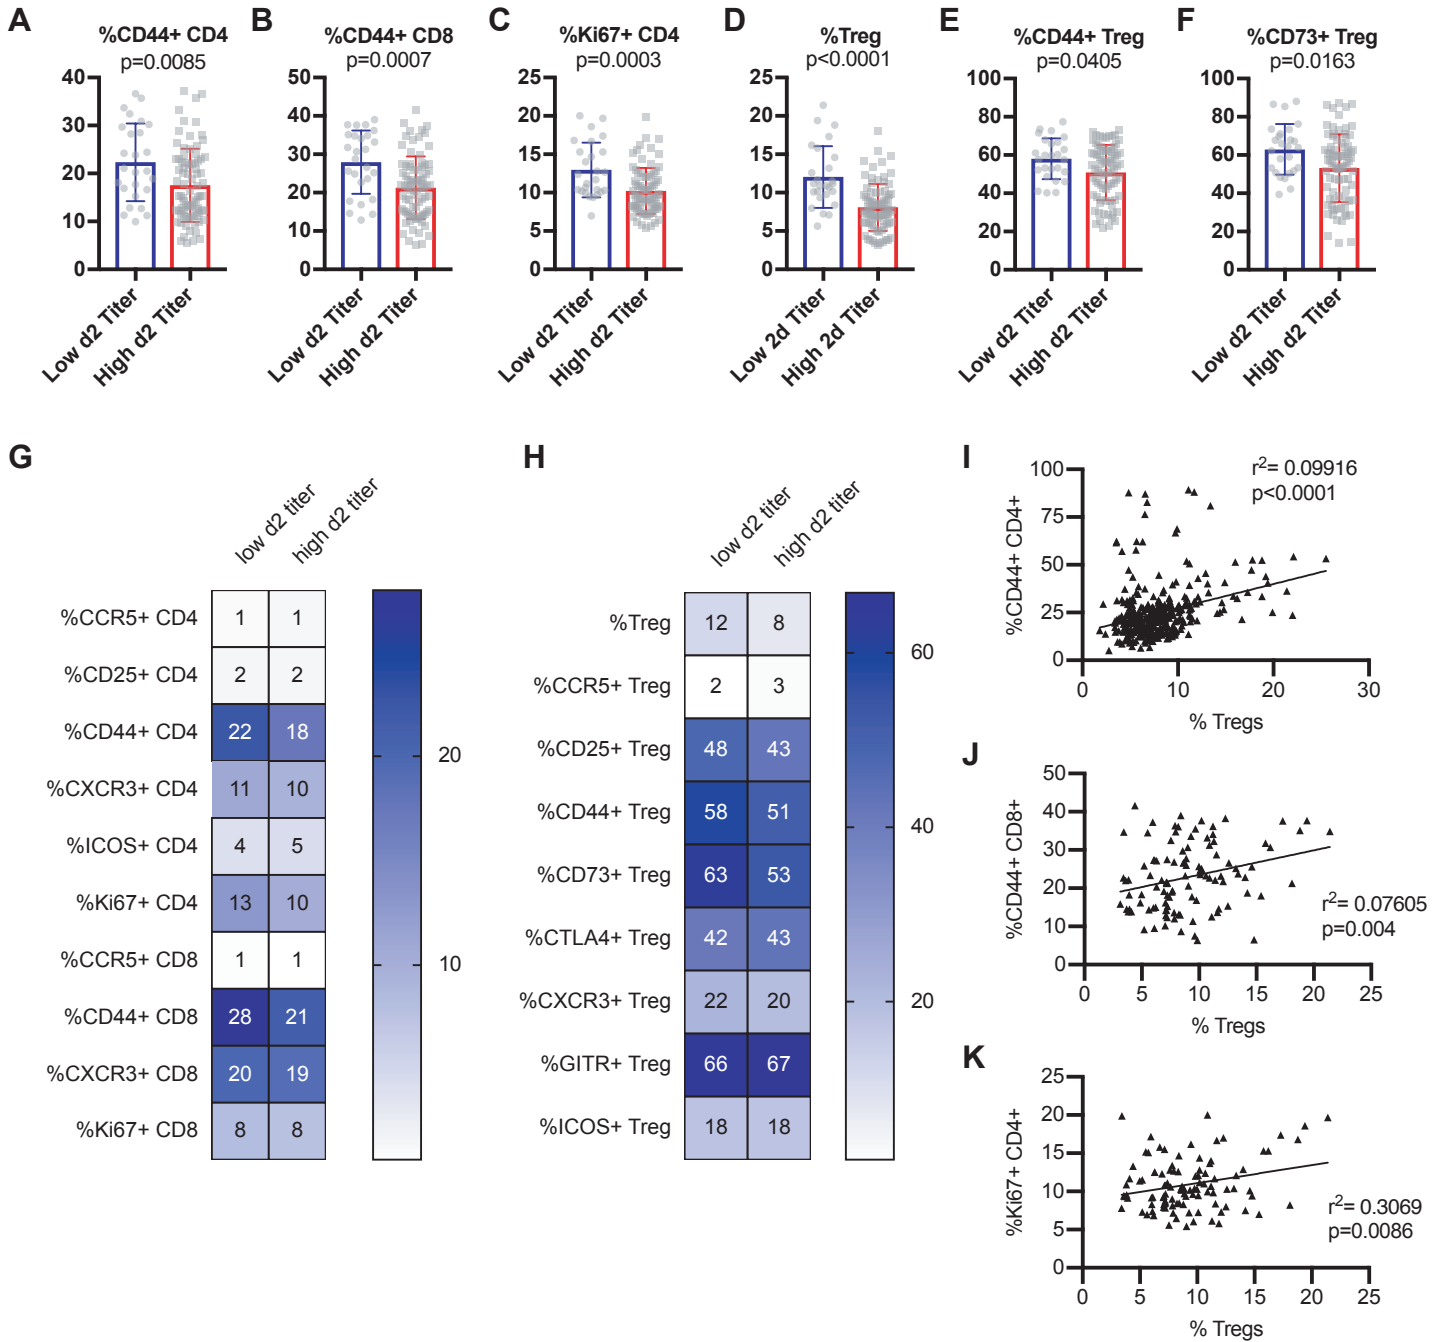 A
%CD44+ CD4
p=0.0085
40
30
20
10
0
Low d2 Titer
High d2 Titer
B
%CD44+ CD8
p=0.0007
50
40
30
20
10
0
Low d2 Titer
High d2 Titer
C
%Ki67+ CD4
p=0.0003
25
20
15
10
5
0
Low d2 Titer
High d2 Titer
D
%Treg
p<0.0001
25
20
15
10
5
0
Low 2d Titer
High 2d Titer
E
%CD44+ Treg
p=0.0405
100
80
60
40
20
0
Low d2 Titer
High d2 Titer
F
%CD73+ Treg
p=0.0163
100
80
60
40
20
0
Low d2 Titer
High d2 Titer
G
low d2 titer
high d2 titer
%CCR5+ CD4 1 1
%CD25+ CD4 2 2
%CD44+ CD4 22 18
%CXCR3+ CD4 11 10
%ICOS+ CD4 4 5
%Ki67+ CD4 13 10
%CCR5+ CD8 1 1
%CD44+ CD8 28 21
%CXCR3+ CD8 20 19
%Ki67+ CD8 8 8
20
10
H
low d2 titer
high d2 titer
%Treg 12 8
%CCR5+ Treg 2 3
%CD25+ Treg 48 43
%CD44+ Treg 58 51
%CD73+ Treg 63 53
%CTLA4+ Treg 42 43
%CXCR3+ Treg 22 20
%GITR+ Treg 66 67
%ICOS+ Treg 18 18
60
40
20
I
r²= 0.09916
p<0.0001
%CD44+ CD4+
100
75
50
25
0
0 10 20 30
% Tregs
J
%CD44+ CD8+
50
40
30
20
10
0
r²= 0.07605
p=0.004
0 5 10 15 20 25
% Tregs
K
%Ki67+ CD4+
25
20
15
10
5
0
r²= 0.3069
p=0.0086
0 5 10 15 20 25
% Tregs